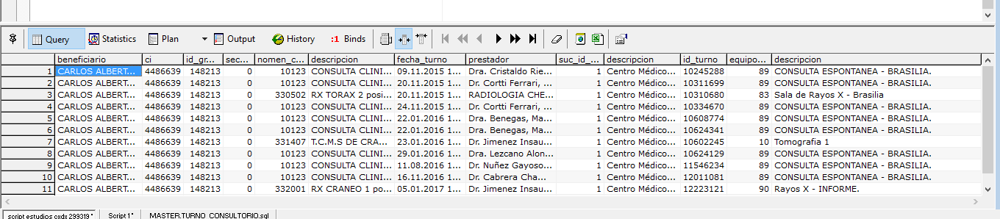 Query Statistics Plan Output History :1 Binds
beneficiario ci id_gr... sec... nomen_c... descripcion fecha_turno prestador suc_id_... descripcion id_turno equipo... descripcion
1 CARLOS ALBERT... 4486639 148213 0 10123 CONSULTA CLINI... 09.11.2015 1... Dra. Cristaldo Rie... 1 Centro Médico... 10245288 89 CONSULTA ESPONTANEA - BRASILIA.
2 CARLOS ALBERT... 4486639 148213 0 10123 CONSULTA CLINI... 20.11.2015 1... Dr. Cortti Ferrari, ... 1 Centro Médico... 10311699 89 CONSULTA ESPONTANEA - BRASILIA.
3 CARLOS ALBERT... 4486639 148213 0 330502 RX TORAX 2 posi... 20.11.2015 1... RADIOLOGIA CHE... 1 Centro Médico... 10310680 83 Sala de Rayos X - Brasilia
4 CARLOS ALBERT... 4486639 148213 0 10123 CONSULTA CLINI... 24.11.2015 1... Dr. Cortti Ferrari, ... 1 Centro Médico... 10334670 89 CONSULTA ESPONTANEA - BRASILIA.
5 CARLOS ALBERT... 4486639 148213 0 10123 CONSULTA CLINI... 22.01.2016 1... Dra. Benegas, Ma... 1 Centro Médico... 10608774 89 CONSULTA ESPONTANEA - BRASILIA.
6 CARLOS ALBERT... 4486639 148213 0 10123 CONSULTA CLINI... 22.01.2016 1... Dra. Benegas, Ma... 1 Centro Médico... 10624341 89 CONSULTA ESPONTANEA - BRASILIA.
7 CARLOS ALBERT... 4486639 148213 0 331407 T.C.M.S DE CRA... 23.01.2016 1... Dr. Jimenez Insau... 1 Centro Médico... 10602245 10 Tomografia 1
8 CARLOS ALBERT... 4486639 148213 0 10123 CONSULTA CLINI... 29.01.2016 1... Dra. Lezcano Alon... 1 Centro Médico... 10624129 89 CONSULTA ESPONTANEA - BRASILIA.
9 CARLOS ALBERT... 4486639 148213 0 10123 CONSULTA CLINI... 11.08.2016 1... Dr. Nuñez Gayoso... 1 Centro Médico... 11546234 89 CONSULTA ESPONTANEA - BRASILIA.
10 CARLOS ALBERT... 4486639 148213 0 10123 CONSULTA CLINI... 16.11.2016 1... Dr. Cabrera Cha... 1 Centro Médico... 12011081 89 CONSULTA ESPONTANEA - BRASILIA.
11 CARLOS ALBERT... 4486639 148213 0 332001 RX CRANEO 1 po... 05.01.2017 1... Dr. Jimenez Insau... 1 Centro Médico... 12223121 90 Rayos X - INFORME.
script estudios cxdx 299319 * Script 1* MASTER.TURNO_CONSULTORIO.sql